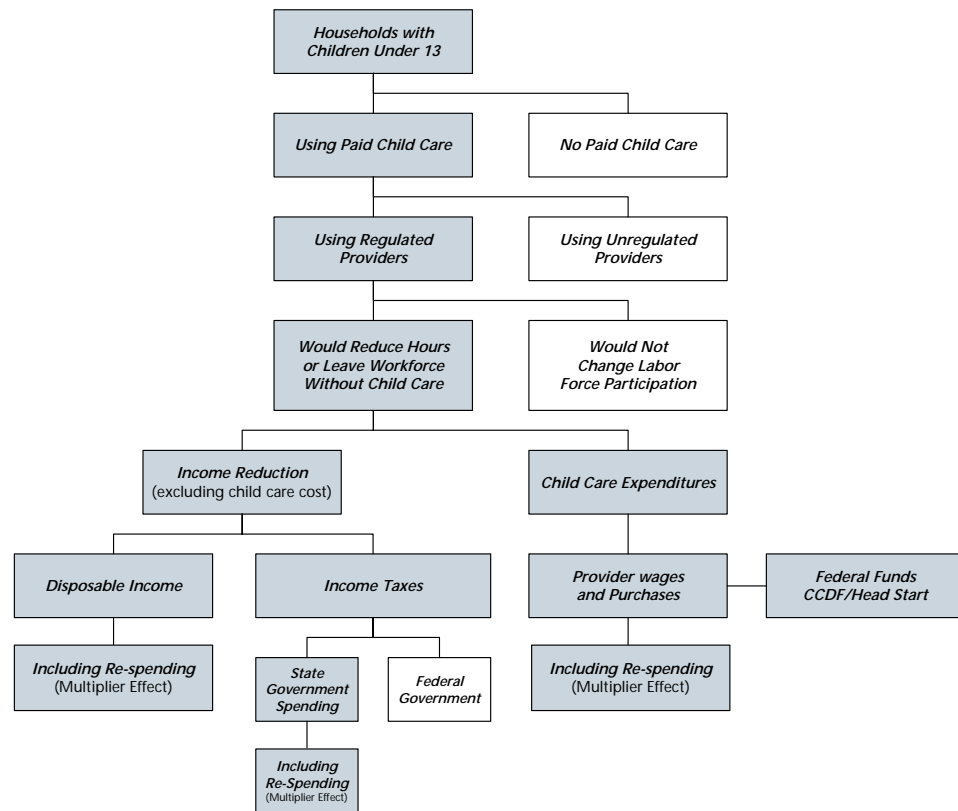 Households with
Children Under 13
Using Paid Child Care
No Paid Child Care
Using Regulated
Providers
Using Unregulated
Providers
Would Reduce Hours
or Leave Workforce
Without Child Care
Would Not
Change Labor
Force Participation
Income Reduction
(excluding child care cost)
Child Care Expenditures
Disposable Income
Income Taxes
Provider wages
and Purchases
Federal Funds
CCDF/Head Start
Including Re-spending
(Multiplier Effect)
State
Government
Spending
Federal
Government
Including Re-spending
(Multiplier Effect)
Including
Re-Spending
(Multiplier Effect)